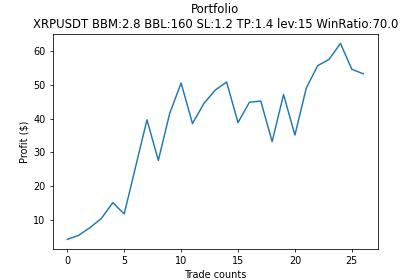 Portfolio
XRPUSDT BBM:2.8 BBL:160 SL:1.2 TP:1.4 lev:15 WinRatio:70.0
60
50
40
30
20
10
Profit ($)
0 5 10 15 20 25
Trade counts